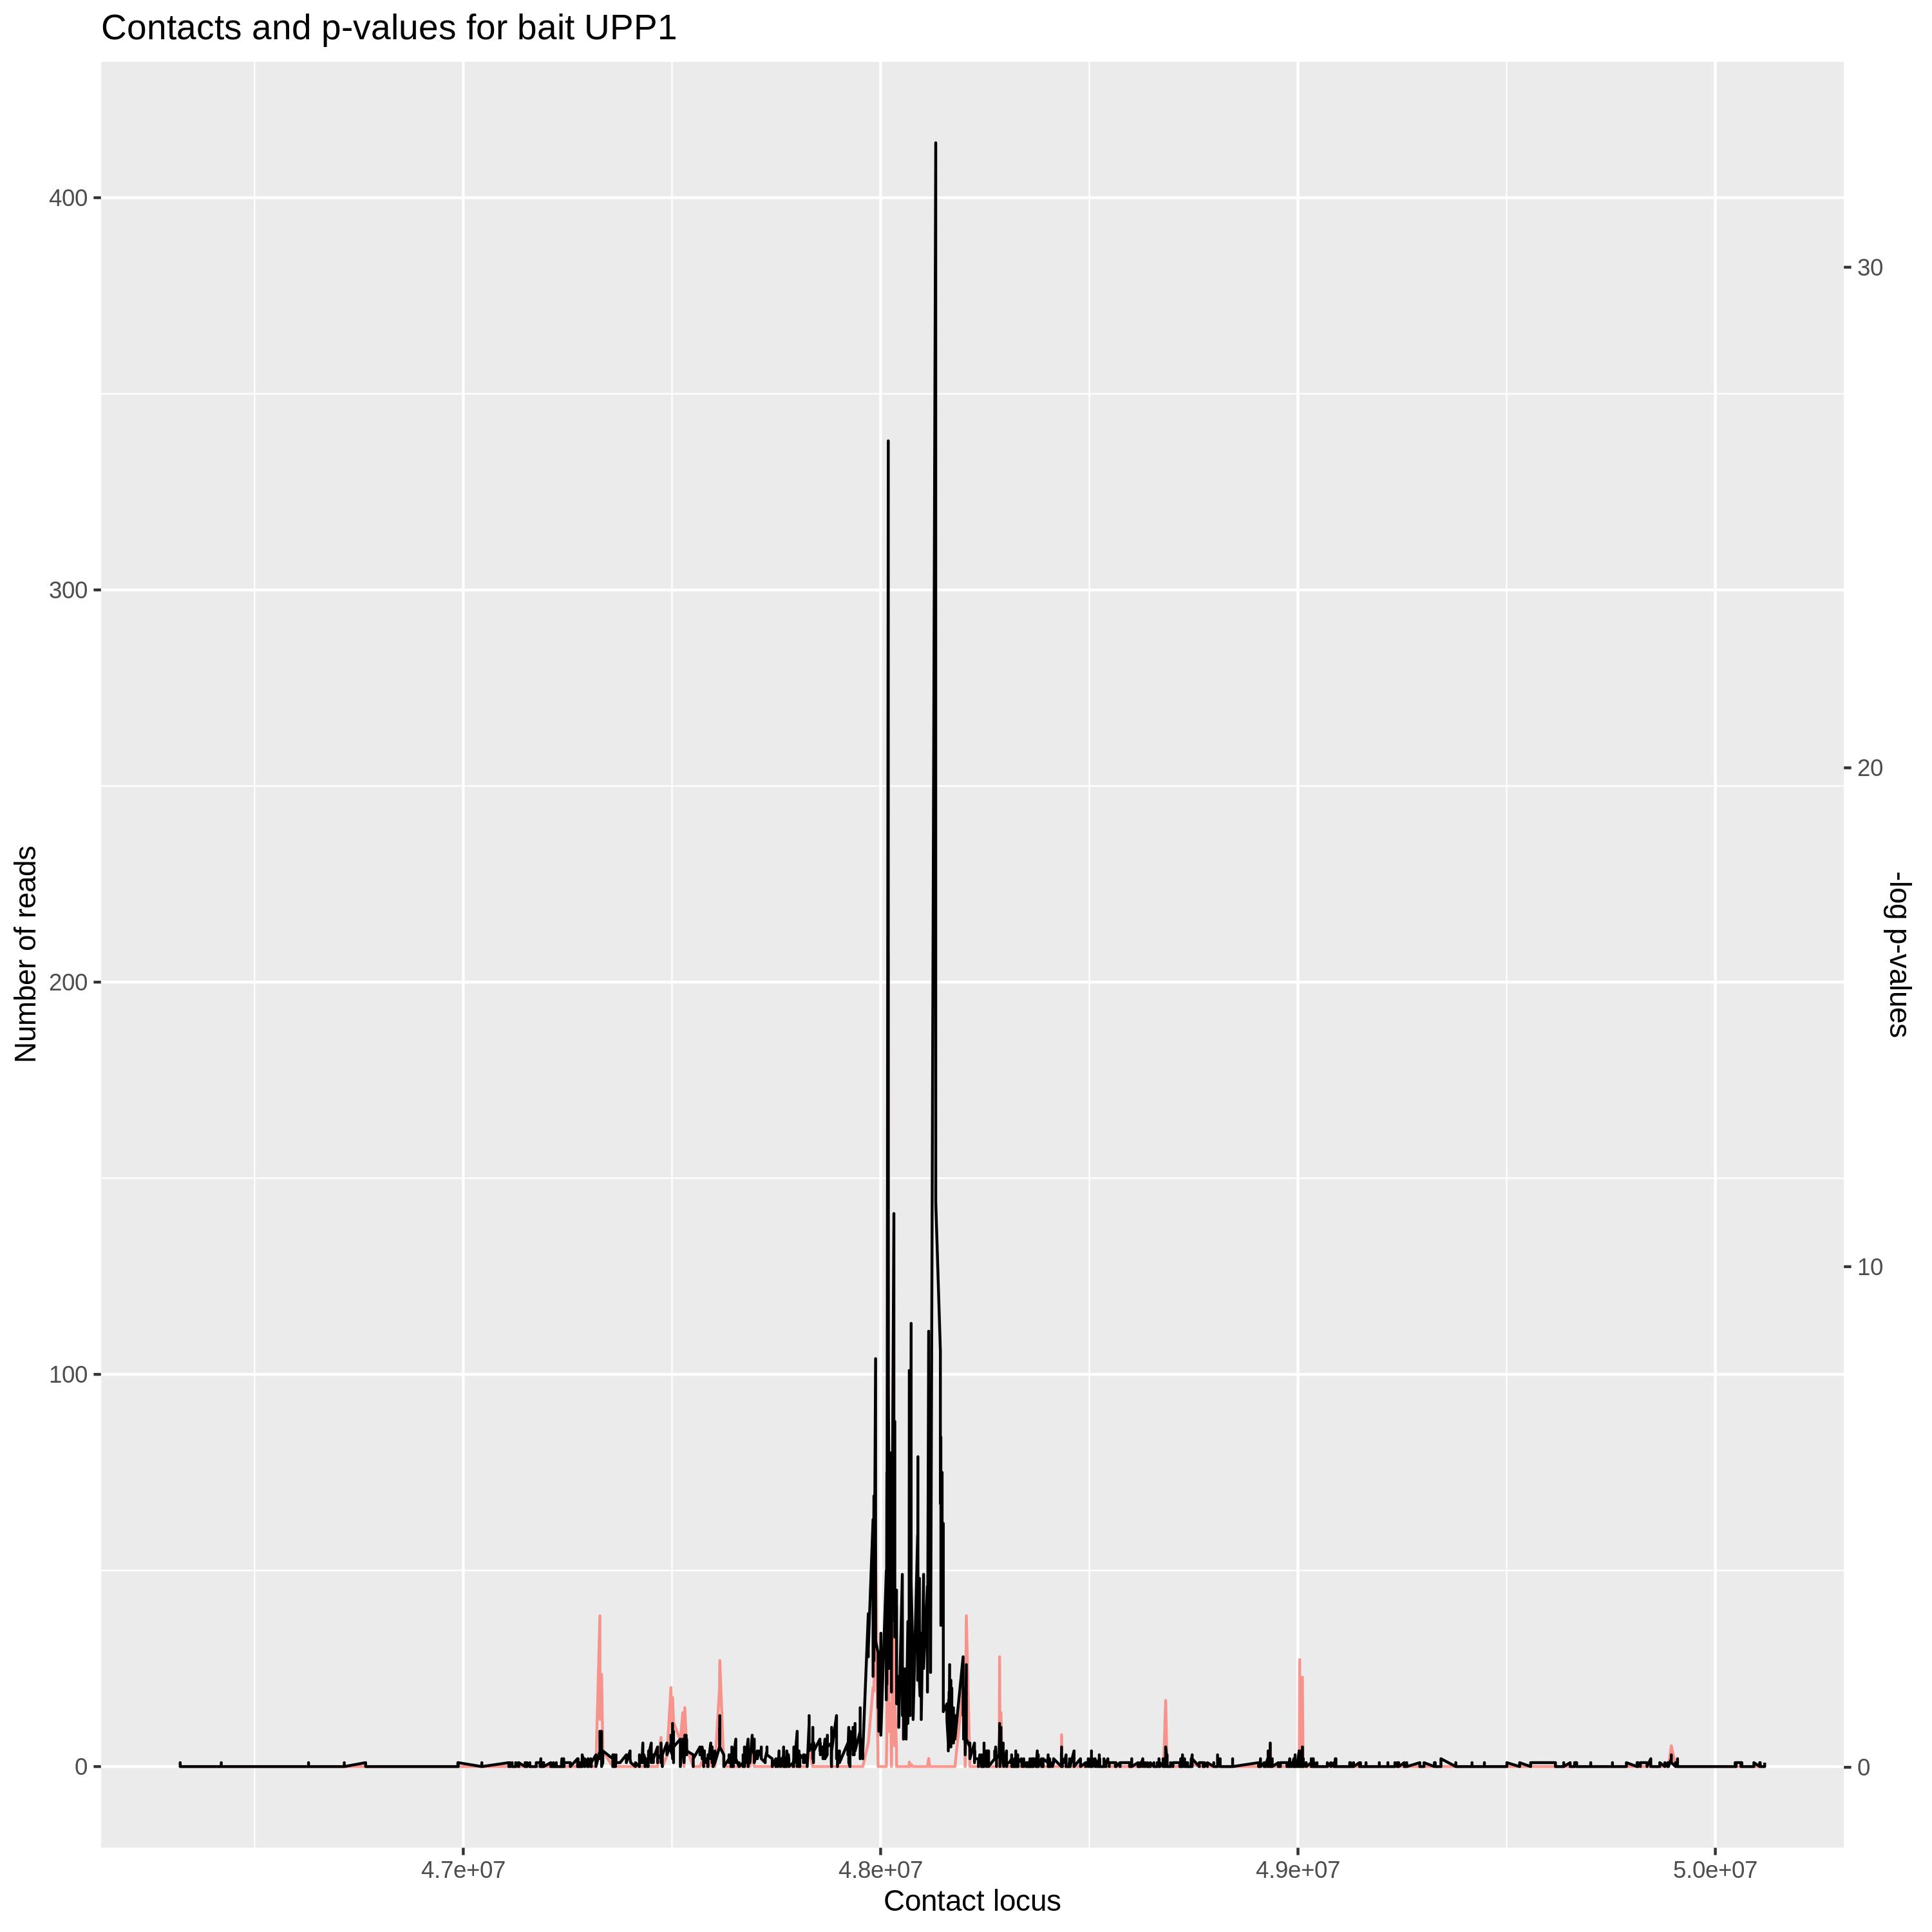 Contacts and p-values for bait UPP1
400
300
200
100
0
Number of reads
30
20
10
0
-log p-values
4.7e+07
4.8e+07
4.9e+07
5.0e+07
Contact locus